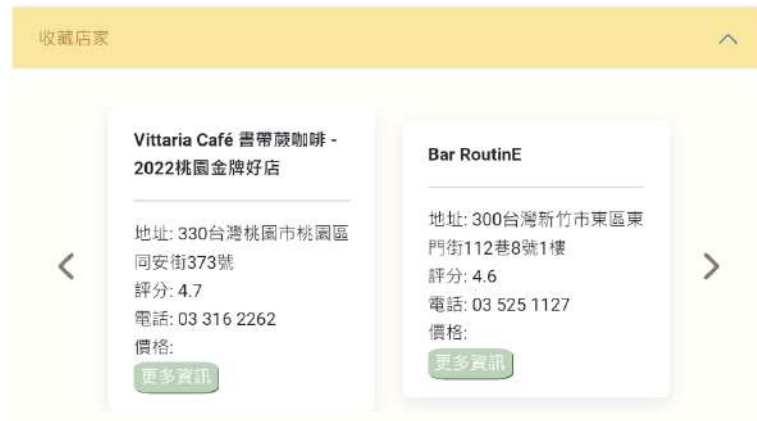 收藏店家
Vittaria Café 書帶蕨咖啡 -
2022桃園金牌好店
地址: 330台灣桃園市桃園區
同安街373號
評分: 4.7
電話: 03 316 2262
價格:
更多資訊
Bar RoutinE
地址: 300台灣新竹市東區東
門街112巷8號1樓
評分: 4.6
電話: 03 525 1127
價格:
更多資訊